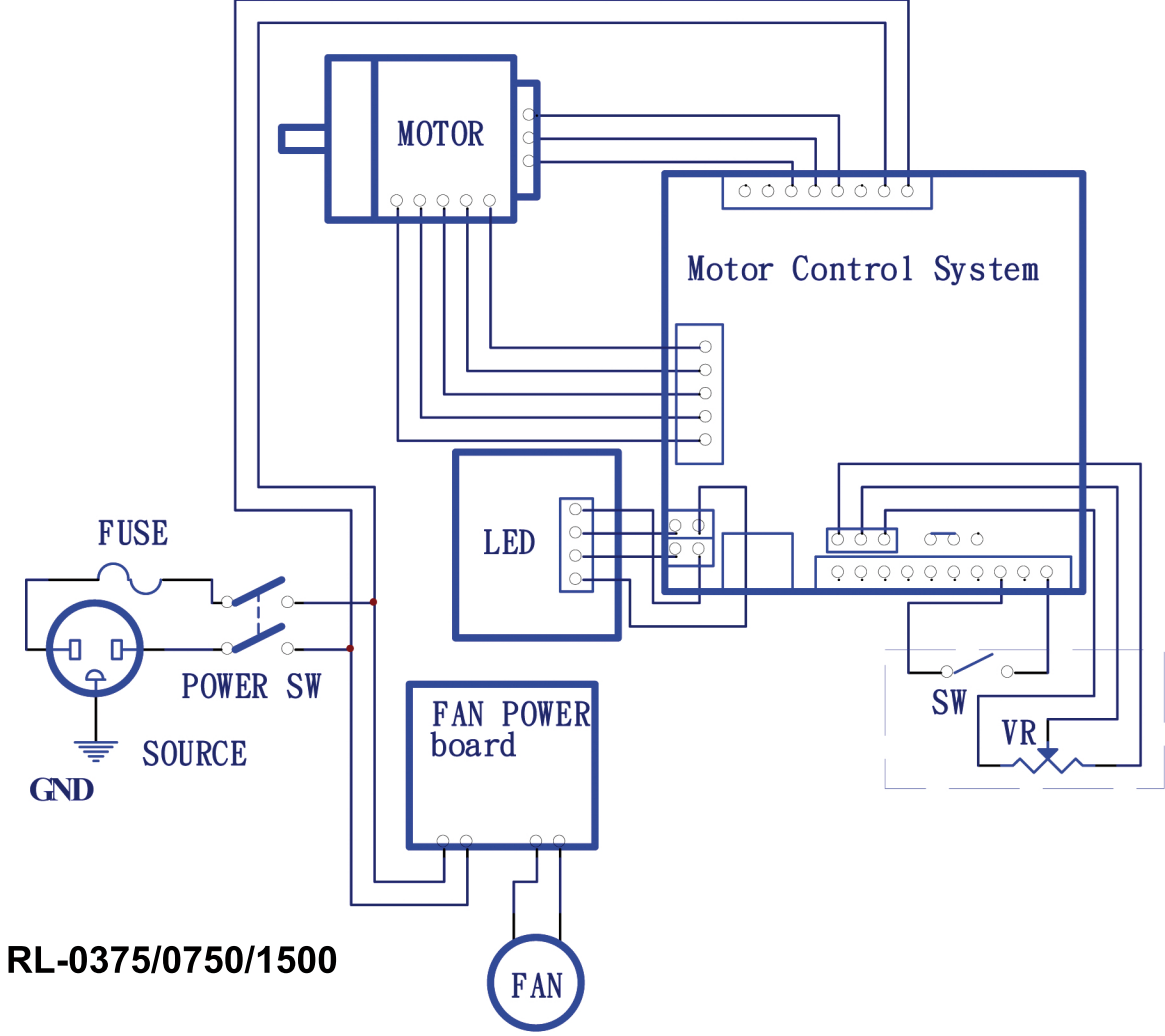 MOTOR
Motor Control System
FUSE
LED
POWER SW
SW
FAN POWER
board
VR
SOURCE
GND
RL-0375/0750/1500
FAN